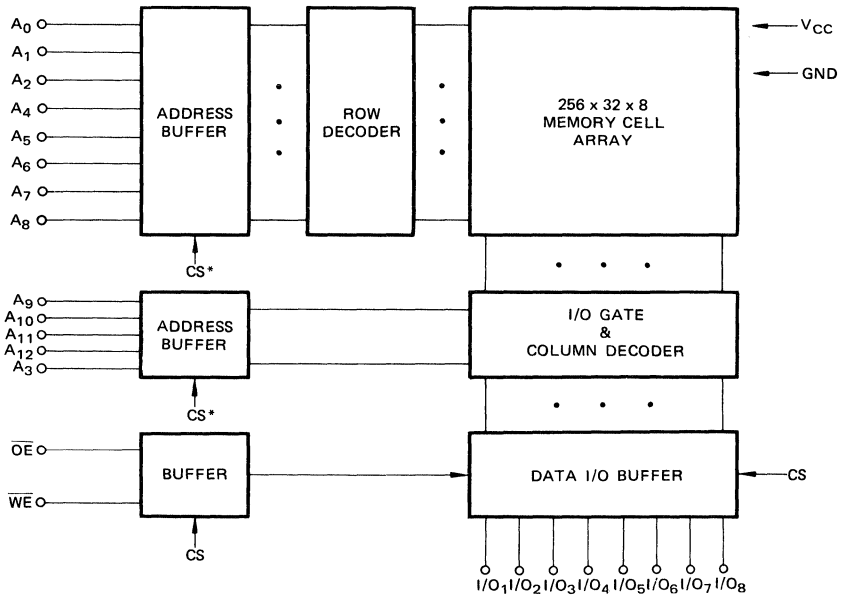 A0
A1
A2
A4
A5
A6
A7
A8
ADDRESS
BUFFER
CS*
ROW
DECODER
256 x 32 x 8
MEMORY CELL
ARRAY
VCC
GND
A9
A10
A11
A12
A3
ADDRESS
BUFFER
CS*
I/O GATE
&
COLUMN DECODER
OE
WE
BUFFER
CS
DATA I/O BUFFER
CS
I/O1 I/O2 I/O3 I/O4 I/O5 I/O6 I/O7 I/O8